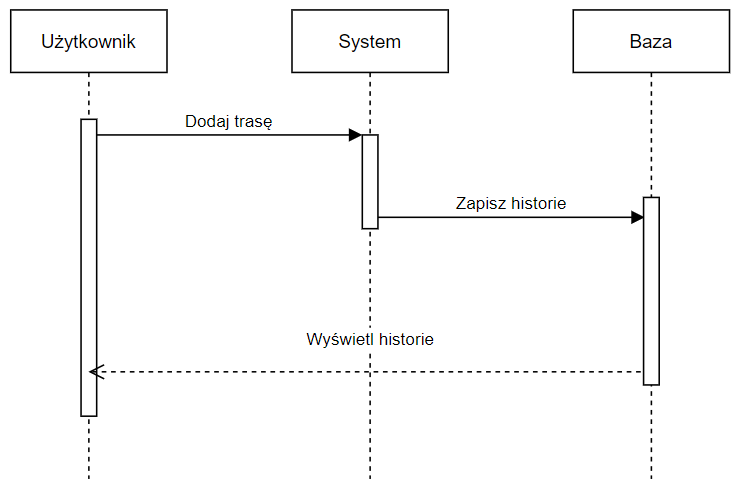 Użytkownik
System
Baza
Dodaj trasę
Zapisz historie
Wyświetl historie